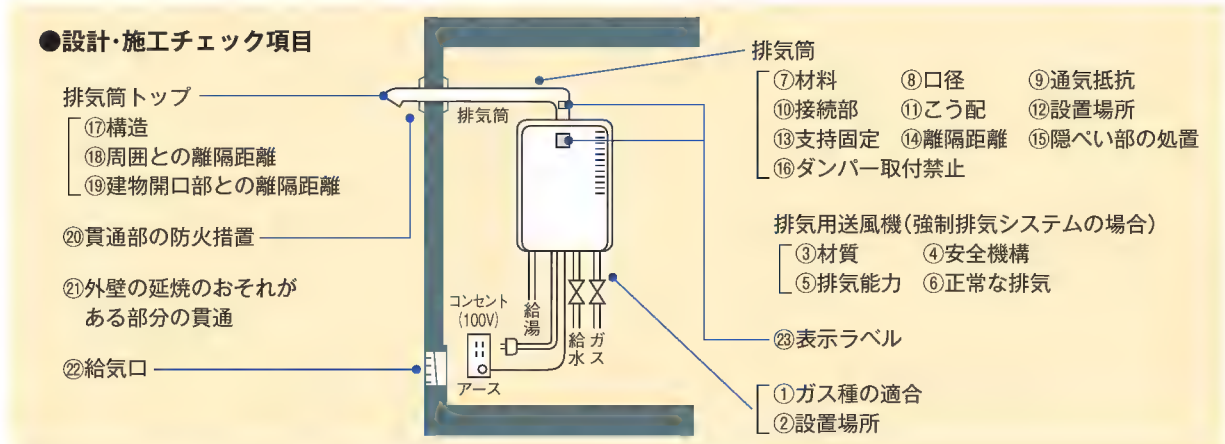 ●設計・施工チェック項目
排気筒トップ
⑰構造
⑱周囲との離隔距離
⑲建物開口部との離隔距離
⑳貫通部の防火措置
㉑外壁の延焼のおそれが
ある部分の貫通
㉒給気口
排気筒
コンセント
(100V)
アース
給湯
給水
ガス
排気筒
⑦材料 ⑧口径 ⑨通気抵抗
⑩接続部 ⑪こう配 ⑫設置場所
⑬支持固定 ⑭離隔距離 ⑮隠ぺい部の処置
⑯ダンパー取付禁止
排気用送風機(強制排気システムの場合)
③材質 ④安全機構
⑤排気能力 ⑥正常な排気
㉓表示ラベル
①ガス種の適合
②設置場所